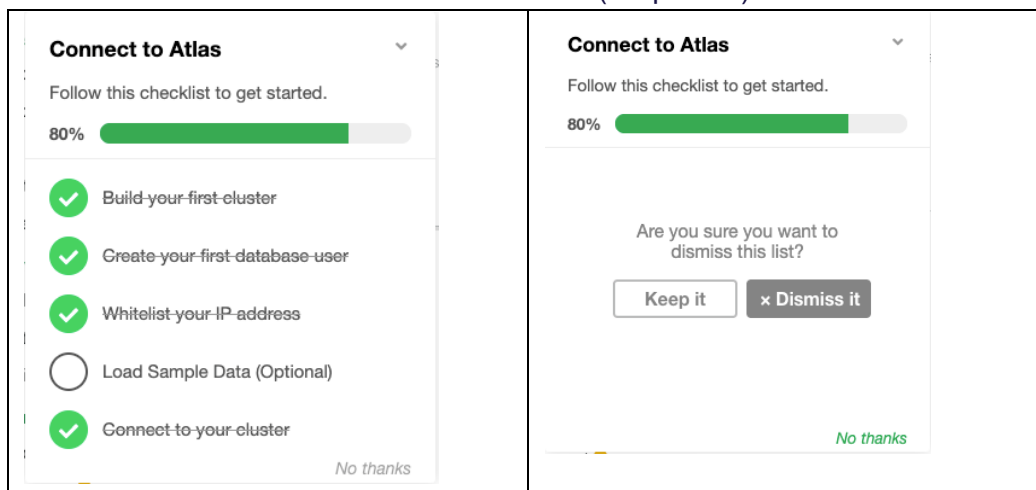 Connect to Atlas
Follow this checklist to get started.
80%
Build your first cluster
Create your first database user
Whitelist your IP address
Load Sample Data (Optional)
Connect to your cluster
No thanks
Connect to Atlas
Follow this checklist to get started.
80%
Are you sure you want to
dismiss this list?
Keep it
× Dismiss it
No thanks